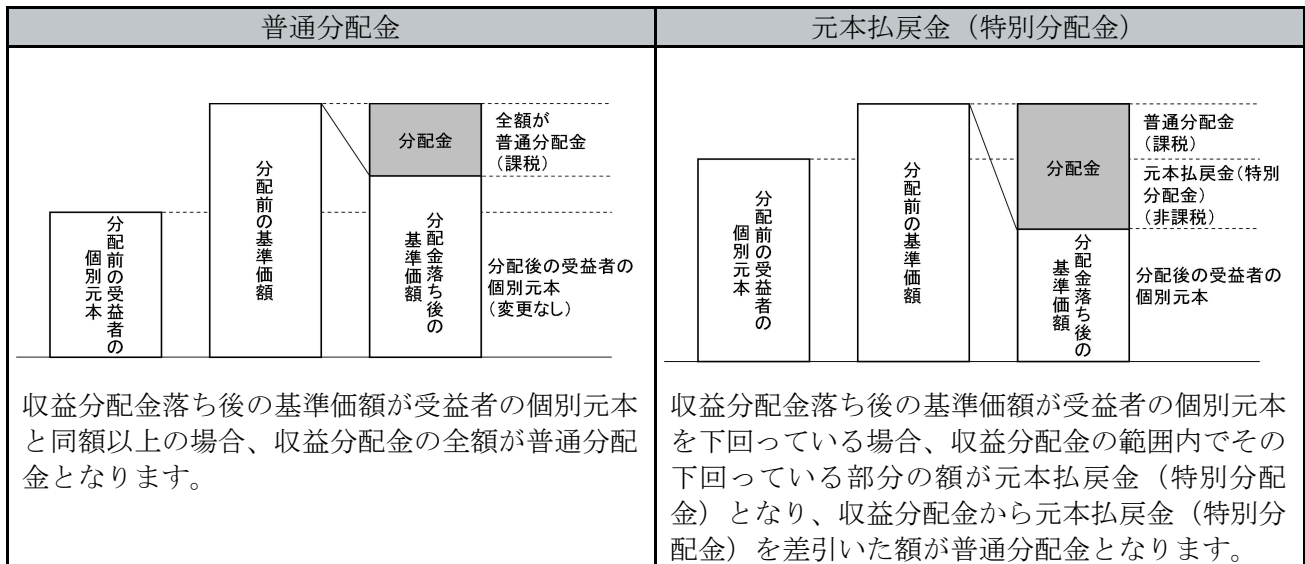 普通分配金
分配前の受益者の
個別元本
分配前の基準価額
分配金
分配金落ち後の
基準価額
全額が
普通分配金
(課税)
分配後の受益者の
個別元本
(変更なし)
収益分配金落ち後の基準価額が受益者の個別元本
と同額以上の場合、収益分配金の全額が普通分配
金となります。
元本払戻金（特別分配金）
分配前の受益者の
個別元本
分配前の基準価額
分配金
分配金落ち後の
基準価額
普通分配金
(課税)
元本払戻金(特別
分配金)
(非課税)
分配後の受益者の
個別元本
収益分配金落ち後の基準価額が受益者の個別元本
を下回っている場合、収益分配金の範囲内でその
下回っている部分の額が元本払戻金（特別分配
金）となり、収益分配金から元本払戻金（特別分
配金）を差引いた額が普通分配金となります。